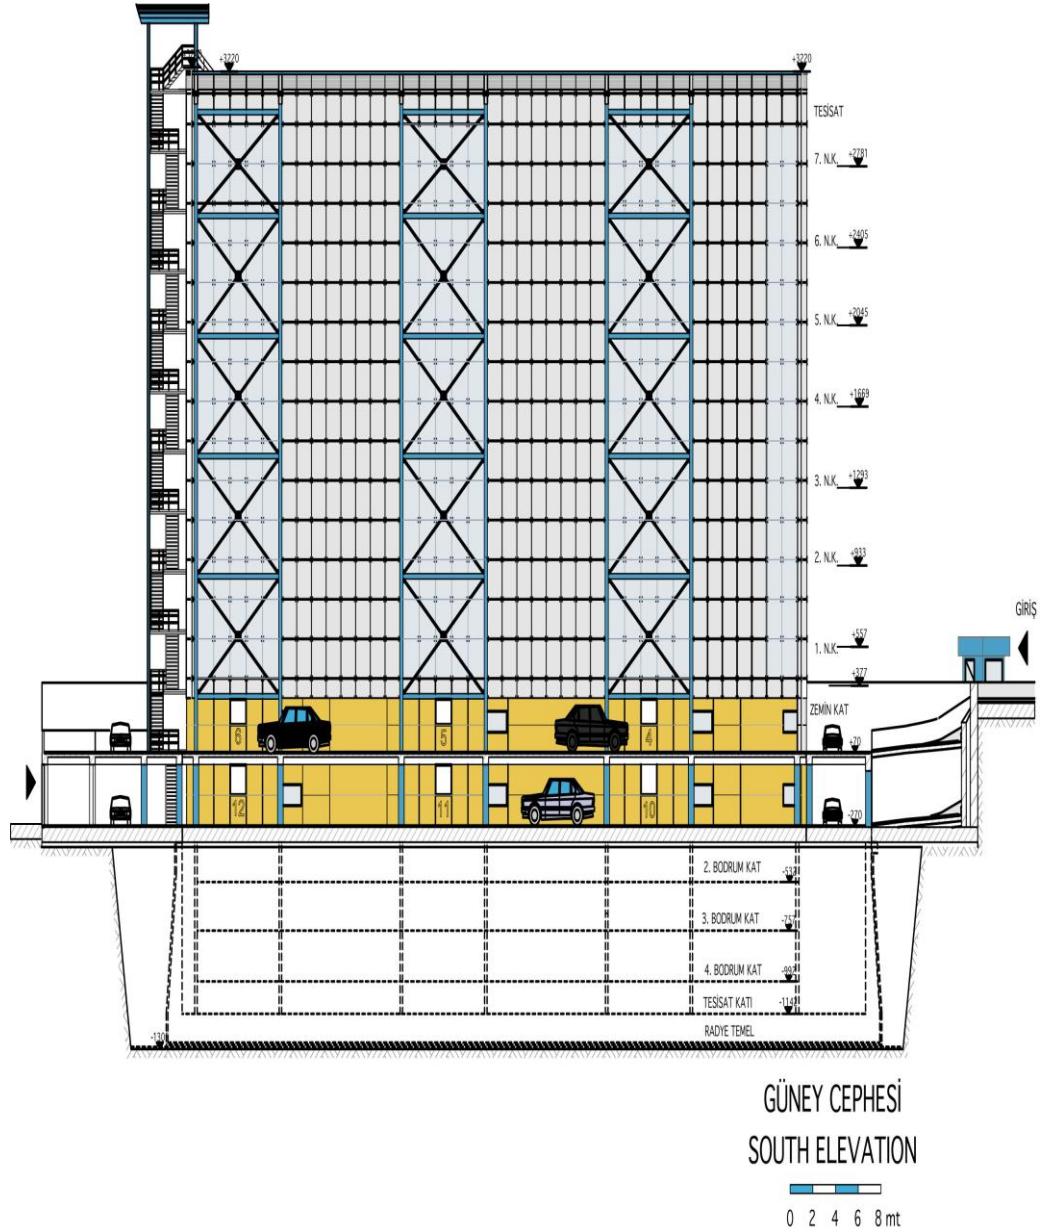 +3220
+3220
TESİSAT
7. N.K. +2781
6. N.K. +2405
5. N.K. +2045
4. N.K. +1669
3. N.K. +1293
2. N.K. +933
GİRİŞ
1. N.K. +557
+377
ZEMİN KAT
6 5 4
+70
12 11 10
-270
2. BODRUM KAT
3. BODRUM KAT -757
4. BODRUM KAT
TESİSAT KATI
RADYE TEMEL
GÜNEY CEPHESİ
SOUTH ELEVATION
0 2 4 6 8 mt